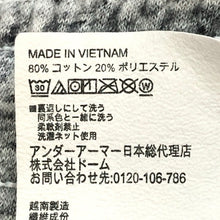 MADE IN VIETNAM
80% コットン 20% ポリエステル
30
■裏返しにして洗う
同系色と一緒に洗う
柔軟剤禁止
洗濯ネット使用
アンダーアーマー日本総代理店
株式会社ドーム
お問い合わせ先:0120-106-786
越南製造
纖維成份